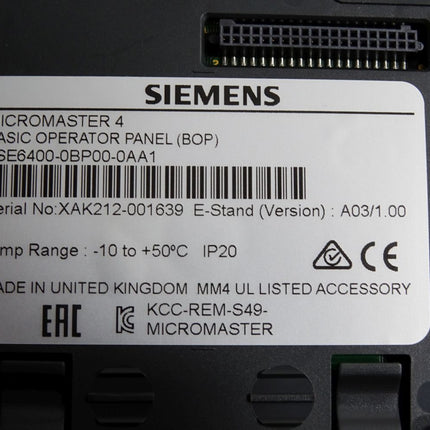 SIEMENS
ICROMASTER 4
ASIC OPERATOR PANEL (BOP)
SE6400-0BP00-0AA1
erial No:XAK212-001639 E-Stand (Version) : A03/1.00
mp Range : -10 to +50ºC IP20
ADE IN UNITED KINGDOM MM4 UL LISTED ACCESSORY
EAC KCC-REM-S49-
MICROMASTER